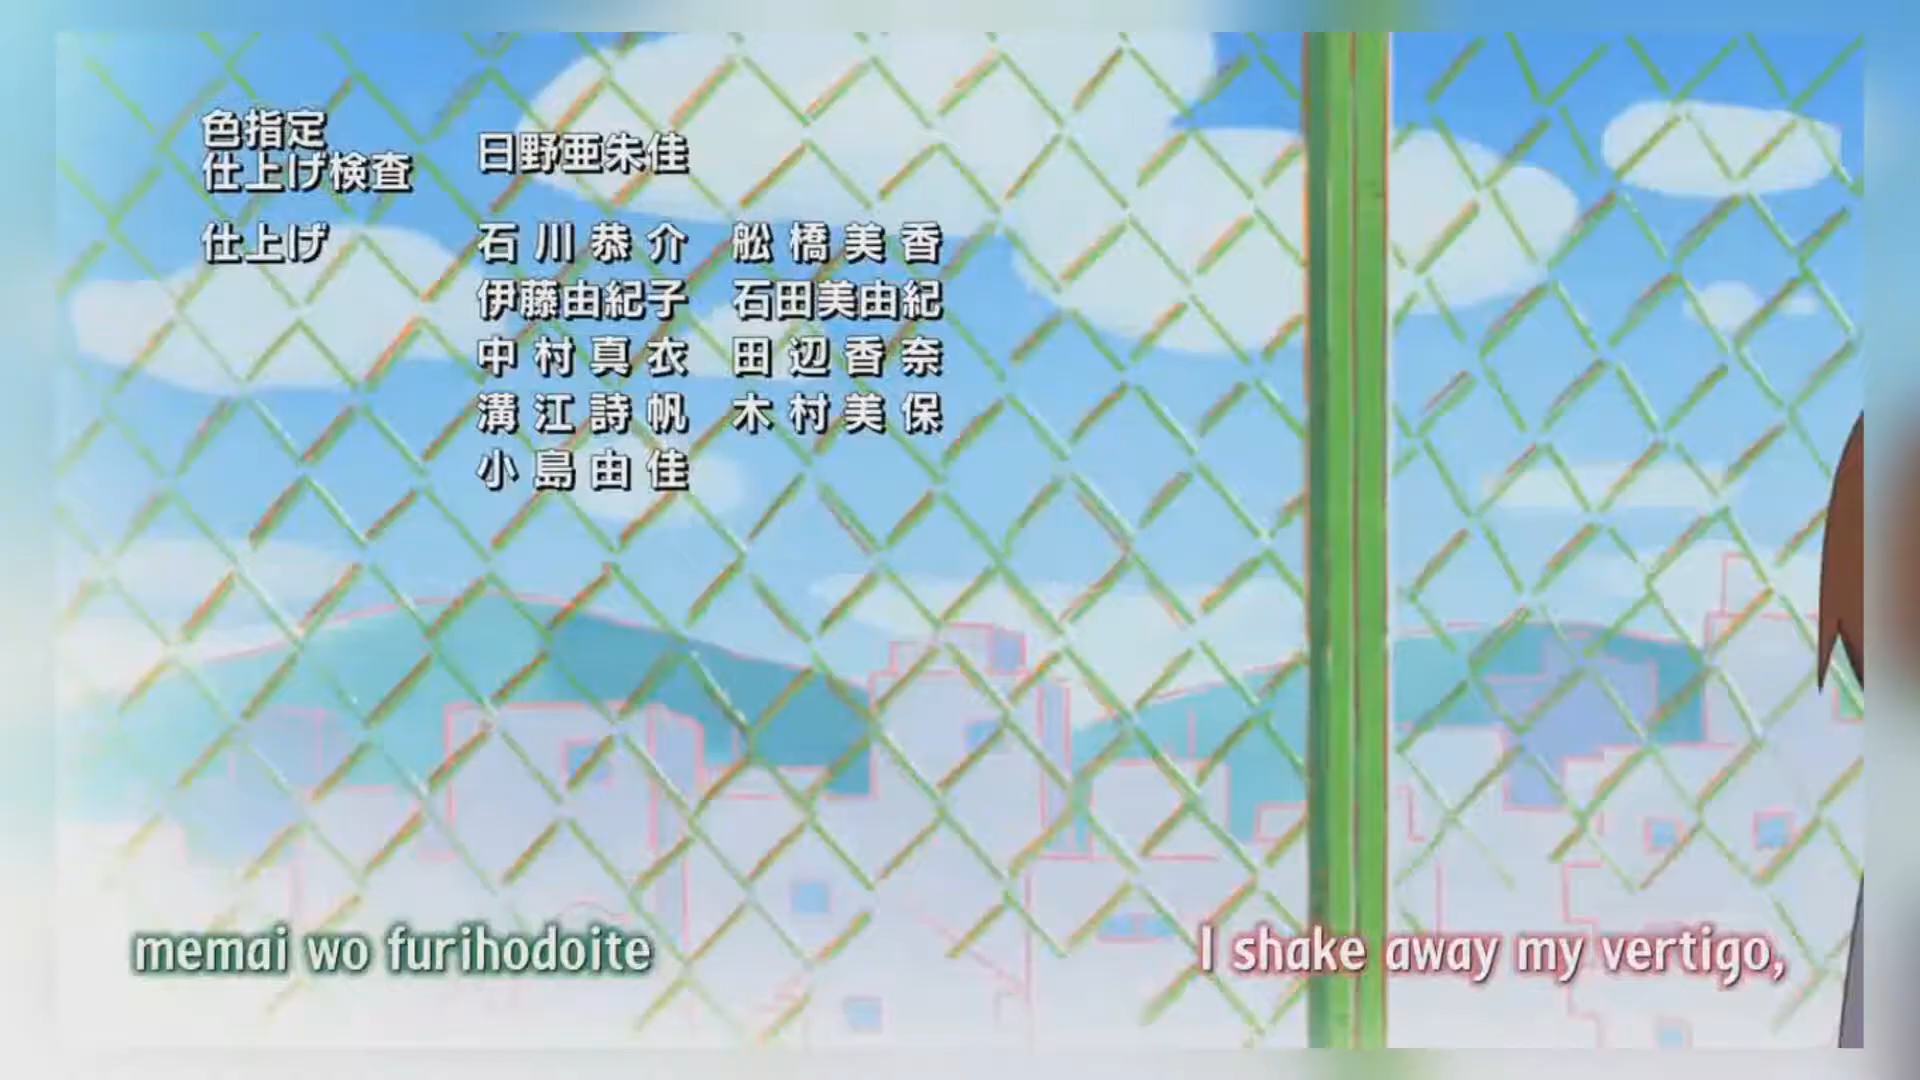 色指定
仕上げ検査
日野亜朱佳
仕上げ
石川恭介 舩橋美香
伊藤由紀子 石田美由紀
中村真衣 田辺香奈
溝江詩帆 木村美保
小島由佳
memai wo furihodoite
I shake away my vertigo,